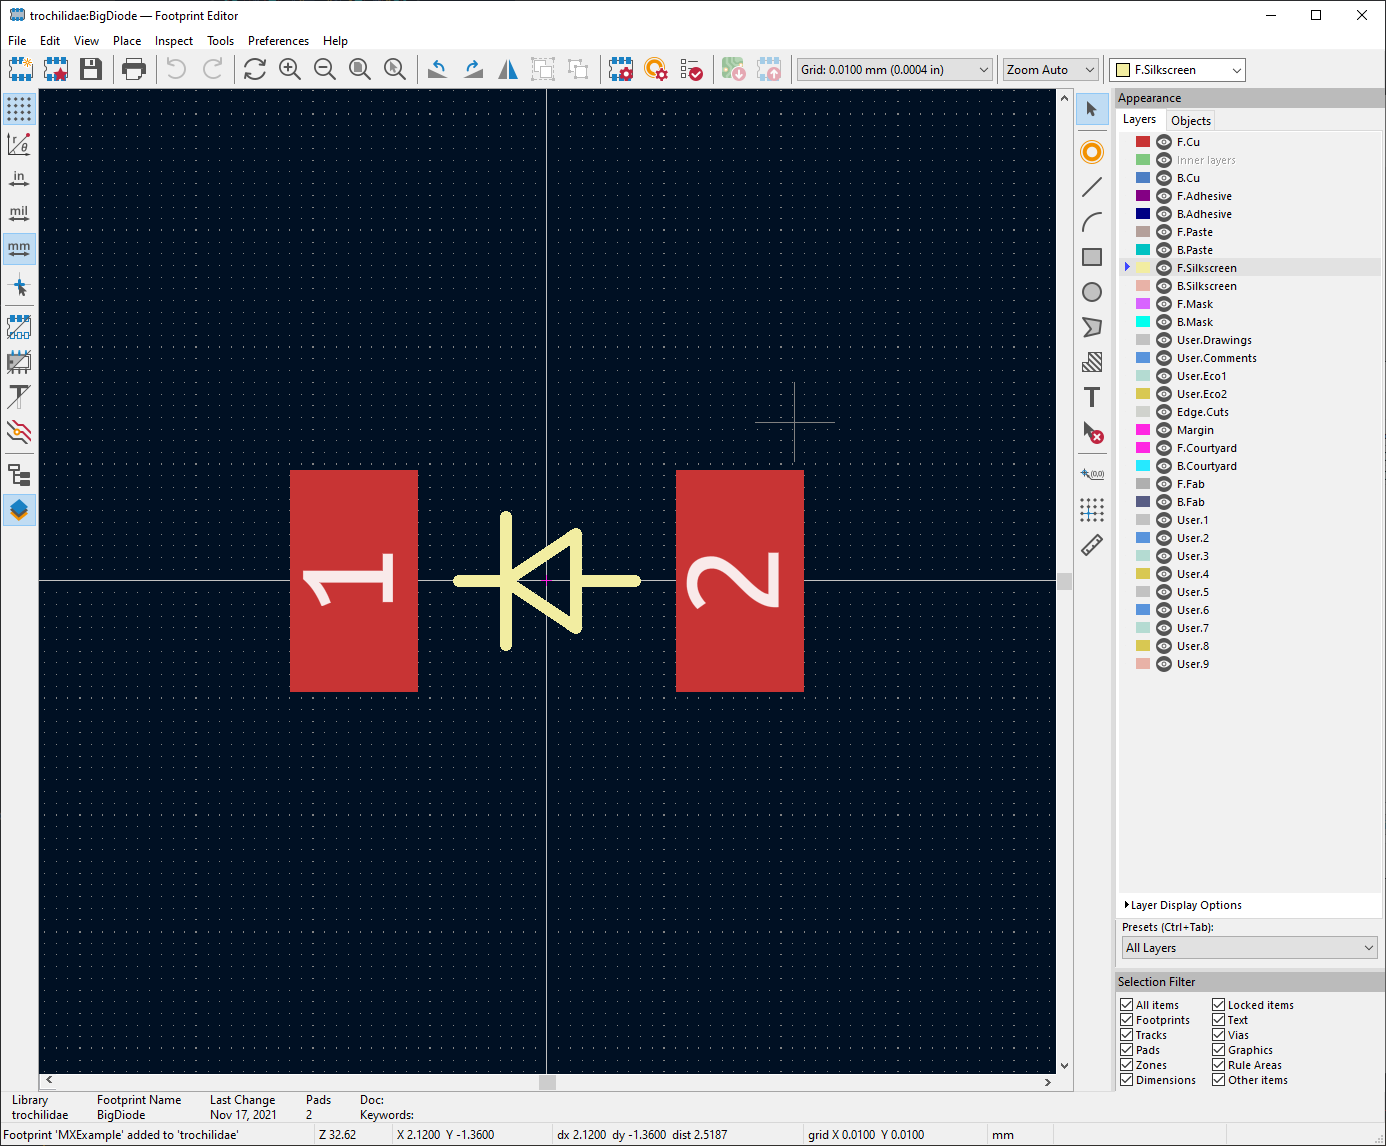 trochilidae:BigDiode — Footprint Editor
File Edit View Place Inspect Tools Preferences Help
Grid: 0.0100 mm (0.0004 in) Zoom Auto F.Silkscreen
r θ
in
mil
mm
1
2
T
(0,0)
Appearance
Layers Objects
F.Cu
Inner layers
B.Cu
F.Adhesive
B.Adhesive
F.Paste
B.Paste
F.Silkscreen
B.Silkscreen
F.Mask
B.Mask
User.Drawings
User.Comments
User.Eco1
User.Eco2
Edge.Cuts
Margin
F.Courtyard
B.Courtyard
F.Fab
B.Fab
User.1
User.2
User.3
User.4
User.5
User.6
User.7
User.8
User.9
Layer Display Options
Presets (Ctrl+Tab):
All Layers
Selection Filter
All items Locked items
Footprints Text
Tracks Vias
Pads Graphics
Zones Rule Areas
Dimensions Other items
Library Footprint Name Last Change Pads Doc:
trochilidae BigDiode Nov 17, 2021 2 Keywords:
Footprint 'MXExample' added to 'trochilidae' Z 32.62 X 2.1200 Y -1.3600 dx 2.1200 dy -1.3600 dist 2.5187 grid X 0.0100 Y 0.0100 mm